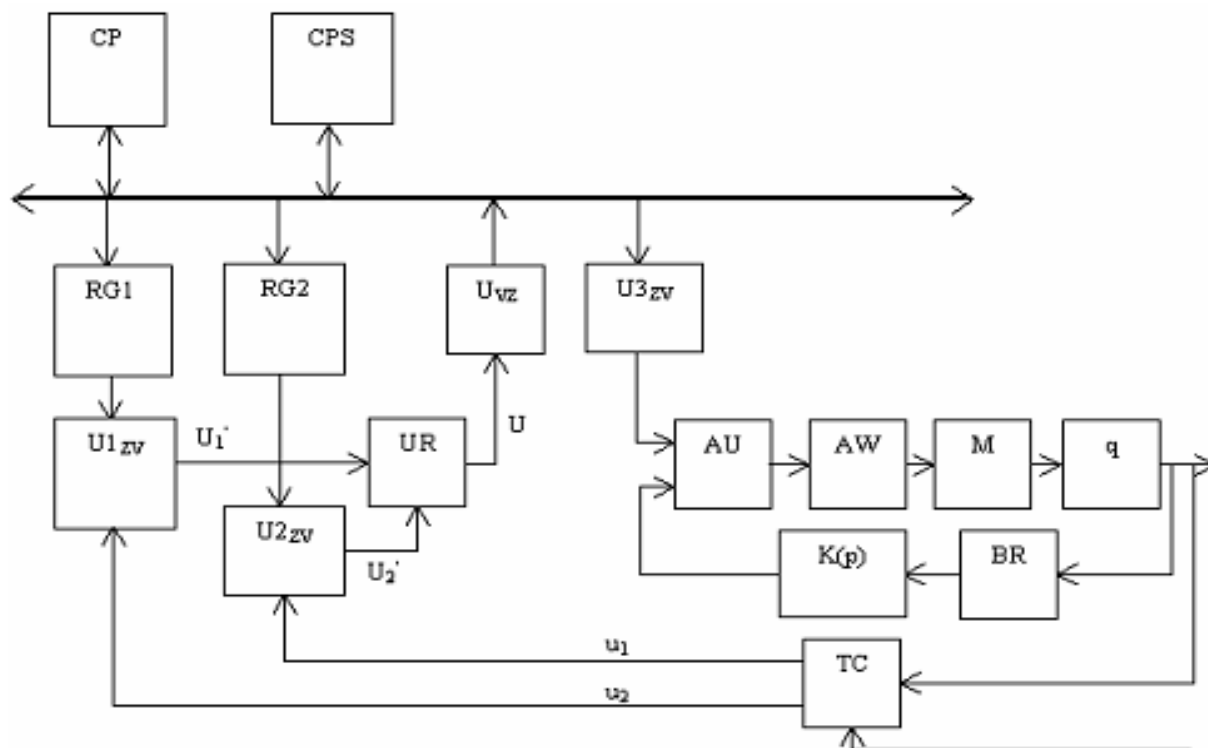 CP
CPS
RG1
RG2
U_VZ
U3_ZV
U1_ZV
U₁'
UR
U
AU
AW
M
q
U2_ZV
U₂'
K(p)
BR
u₁
TC
u₂